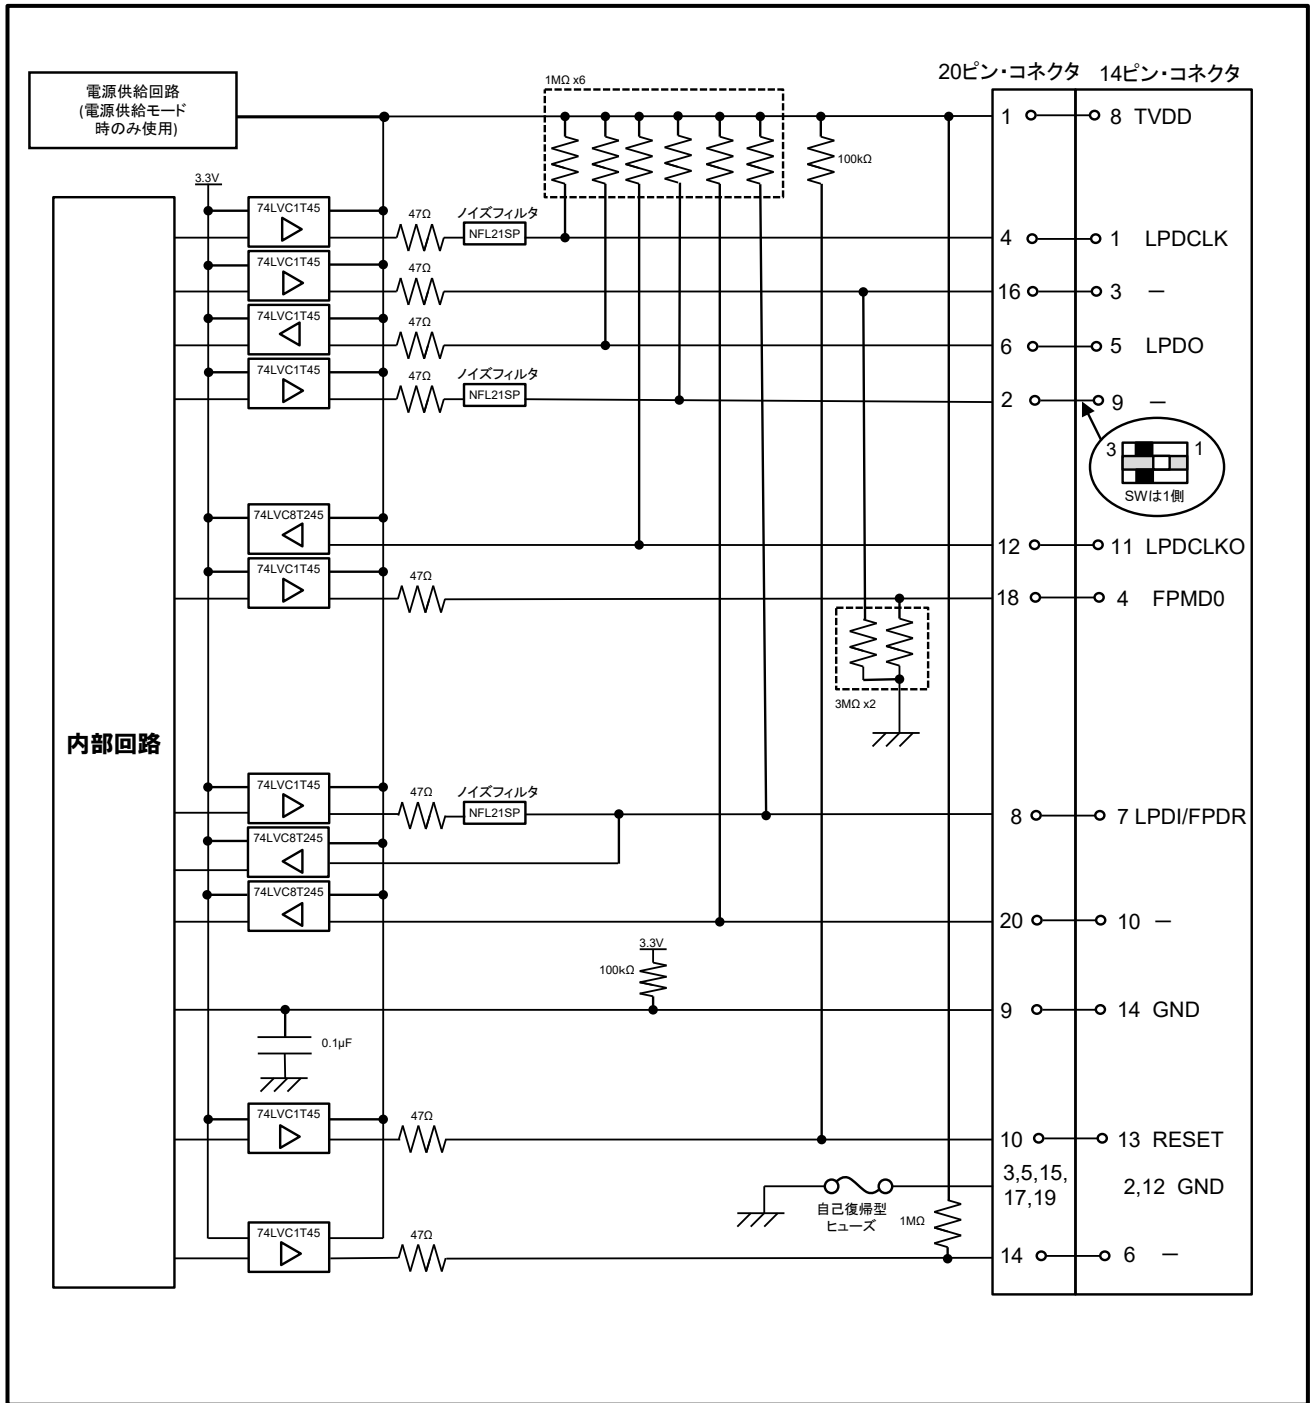 20ピン・コネクタ 14ピン・コネクタ
電源供給回路
(電源供給モード
時のみ使用)
1MΩ x6
1 8 TVDD
100kΩ
3.3V
74LVC1T45
47Ω
ノイズフィルタ
NFL21SP
4 1 LPDCLK
74LVC1T45
47Ω
16 3 －
74LVC1T45
47Ω
6 5 LPDO
74LVC1T45
47Ω
ノイズフィルタ
NFL21SP
2 9 －
3 1
SWは1側
74LVC8T245
12 11 LPDCLKO
74LVC1T45
47Ω
18 4 FPMD0
3MΩ x2
内部回路
74LVC1T45
47Ω
ノイズフィルタ
NFL21SP
8 7 LPDI/FPDR
74LVC8T245
74LVC8T245
20 10 －
3.3V
100kΩ
9 14 GND
0.1µF
74LVC1T45
47Ω
10 13 RESET
3,5,15,
17,19
2,12 GND
自己復帰型
ヒューズ
1MΩ
74LVC1T45
47Ω
14 6 －